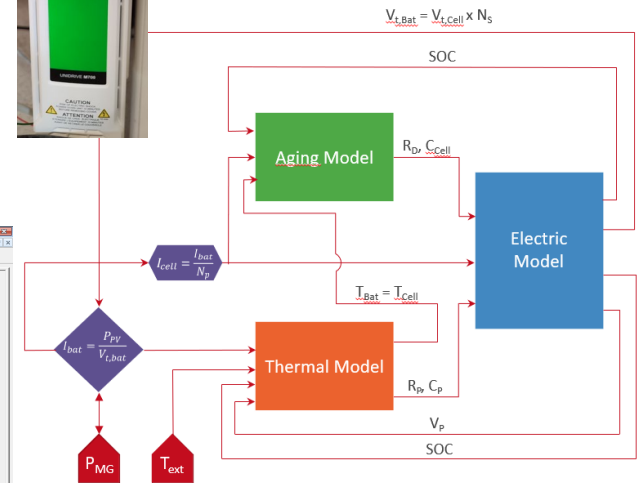 V_t,Bat = V_t,Cell x N_S
SOC
UNIDRIVE M700
CAUTION
ATTENTION
Aging Model
R_D, C_Cell
Electric
Model
I_cell = I_bat / N_p
T_Bat = T_Cell
I_bat = P_PV / V_t,bat
Thermal Model
R_P, C_P
V_P
SOC
P_MG
T_ext